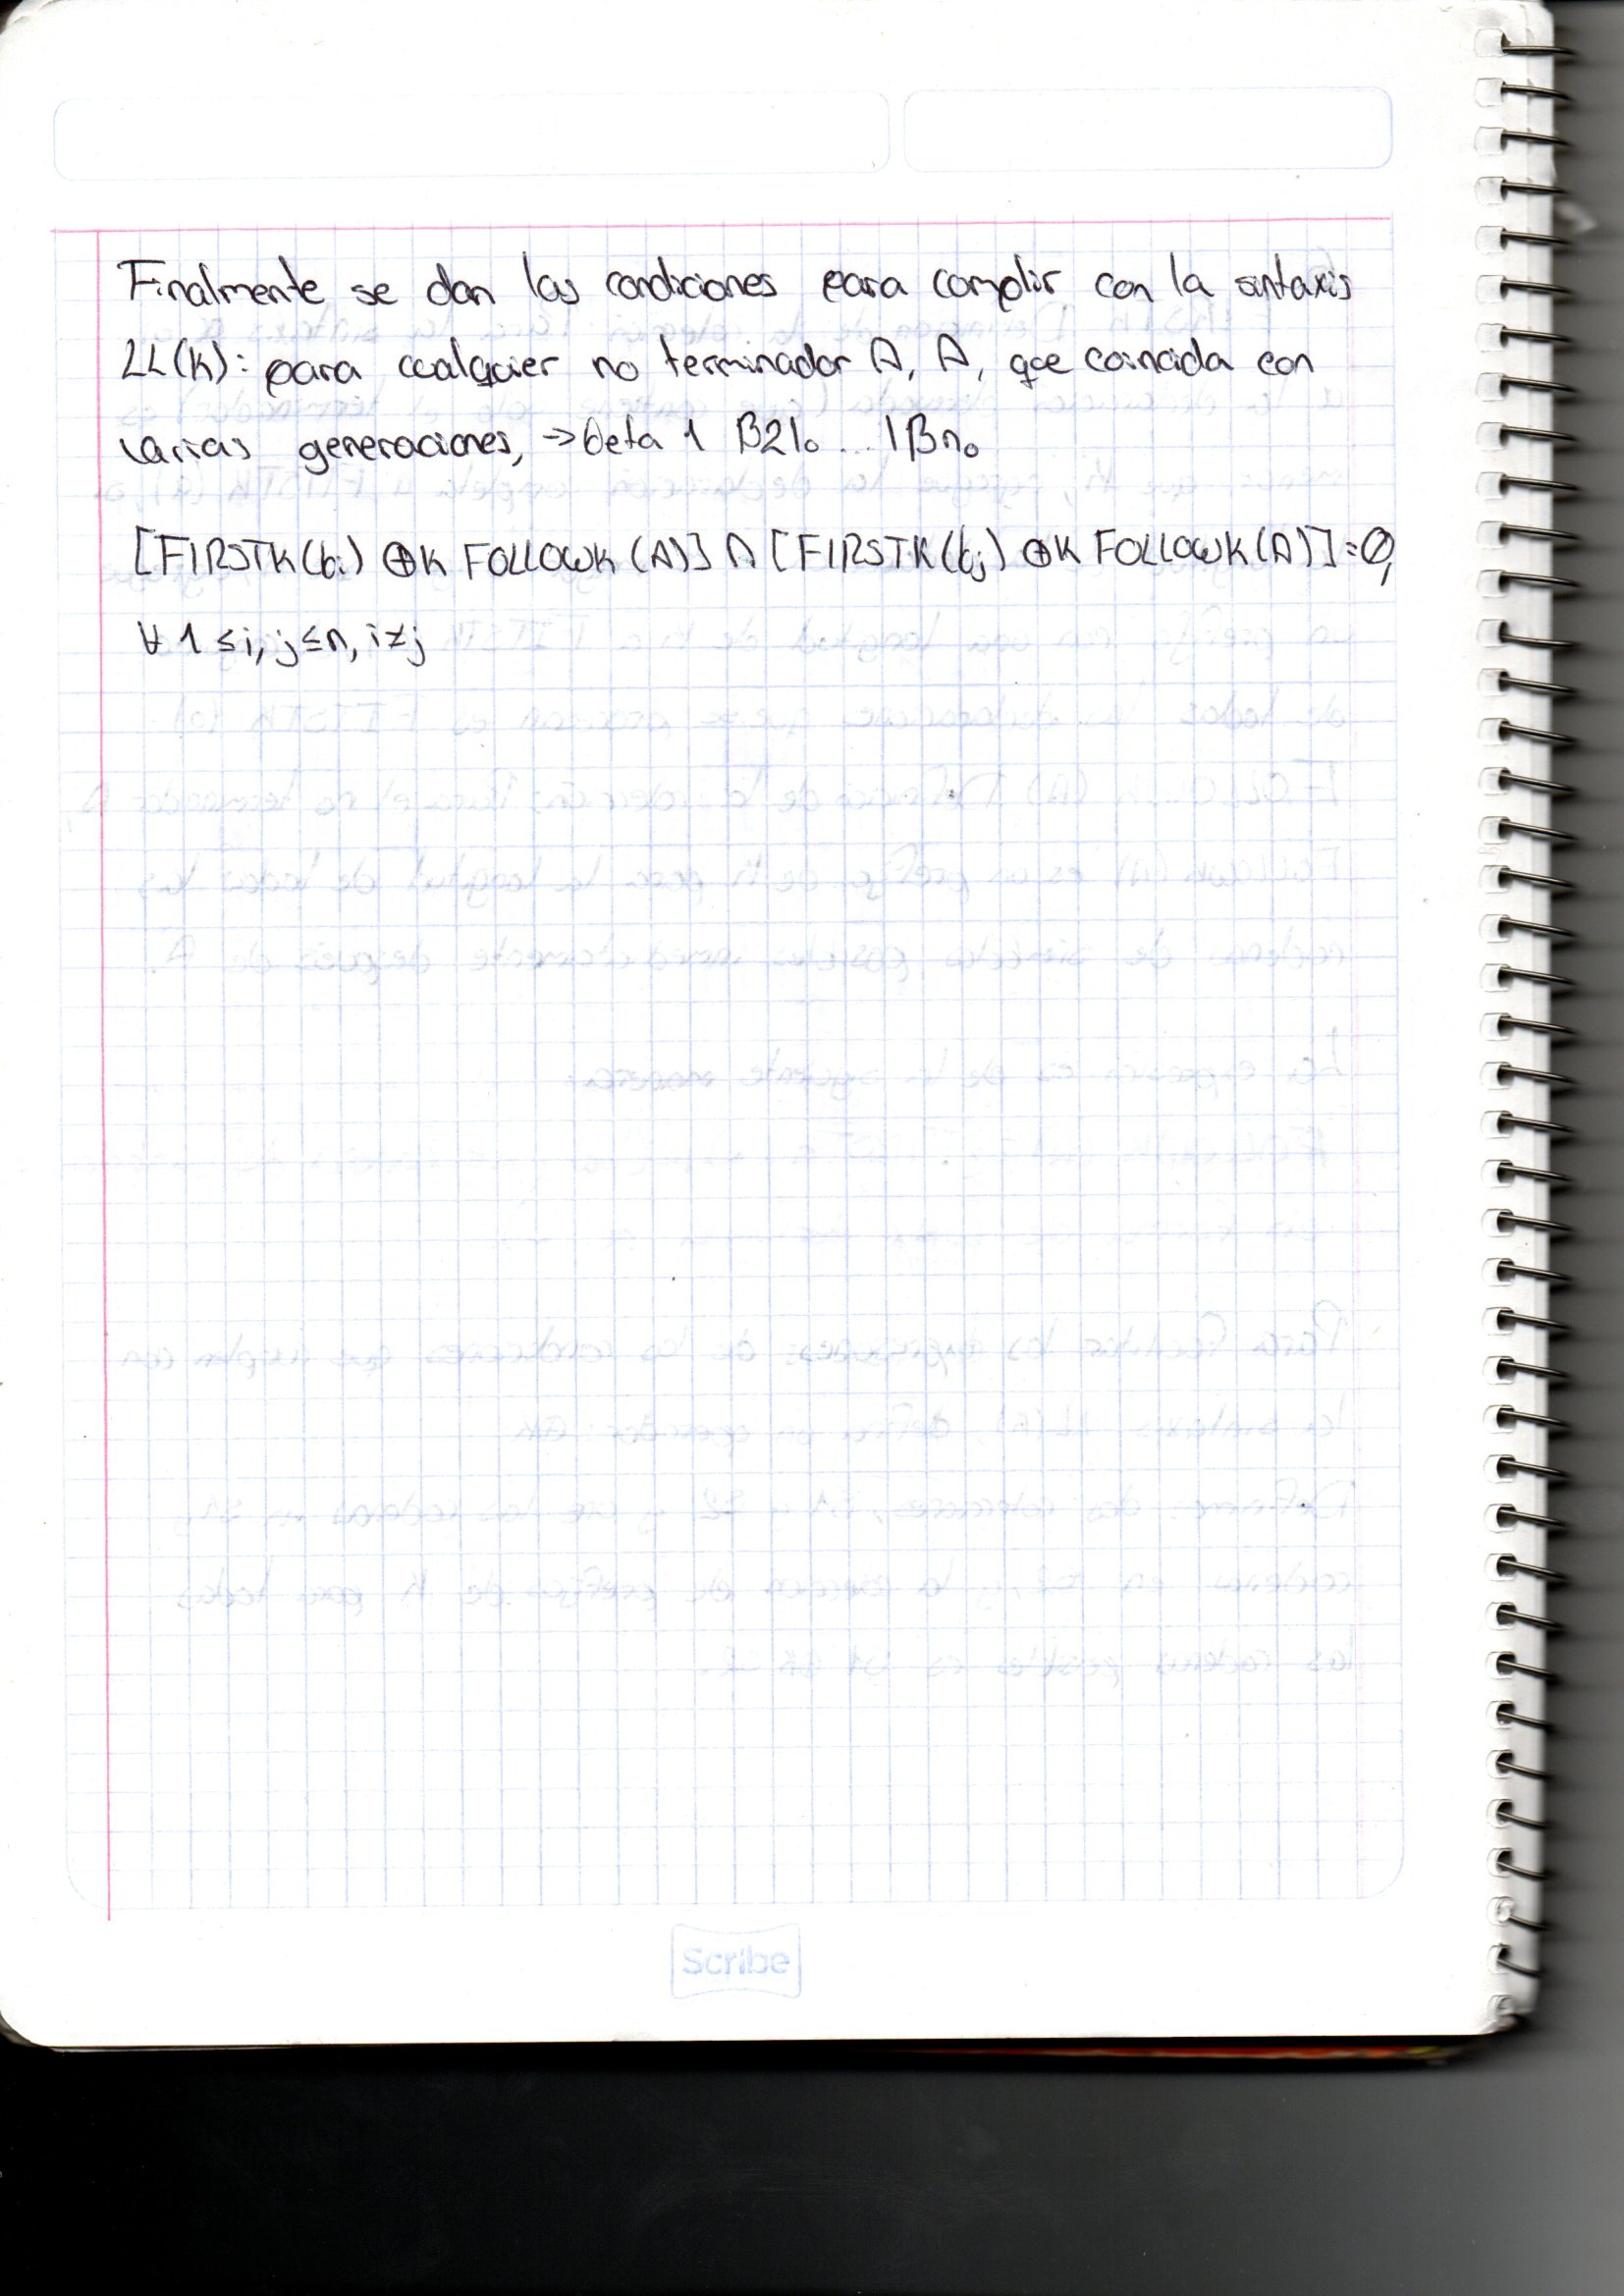 Finalmente se dan las condiciones para complir con la sintaxis
LL(K): para cualquier no terminador A, A, que coincida con
varias generaciones, →beta 1 β2|. ... |βn.
[FIRSTK(bi) ⊕K FOLLOWK (A)] ∩ [FIRSTK(bj) ⊕K FOLLOWK(A)] = ∅,
∀ 1 ≤ i, j ≤ n, i ≠ j
Scribe